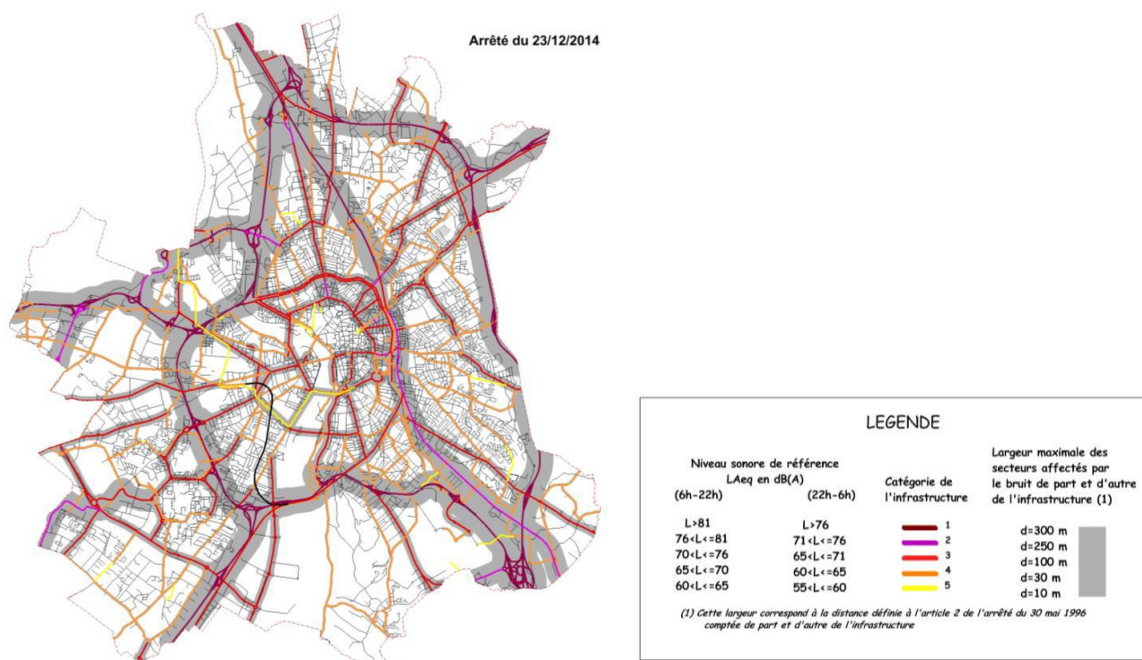 Arrêté du 23/12/2014
LEGENDE
Niveau sonore de référence
LAeq en dB(A)
(6h-22h) (22h-6h)
Catégorie de
l'infrastructure
Largeur maximale des
secteurs affectés par
le bruit de part et d'autre
de l'infrastructure (1)
L>81 L>76 1 d=300 m
76<L<=81 71<L<=76 2 d=250 m
70<L<=76 65<L<=71 3 d=100 m
65<L<=70 60<L<=65 4 d=30 m
60<L<=65 55<L<=60 5 d=10 m
(1) Cette largeur correspond à la distance définie à l'article 2 de l'arrêté du 30 mai 1996
comptée de part et d'autre de l'infrastructure